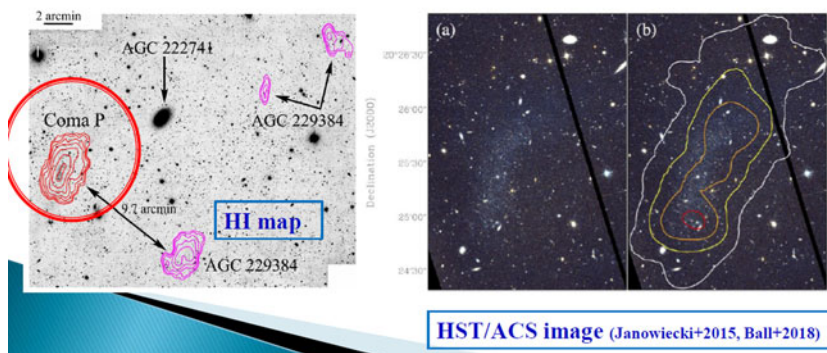 2 arcmin
AGC 222741
Coma P
AGC 229384
9.7 arcmin
HI map
AGC 229384
(a)
(b)
Declination (J2000)
20°26'30"
26'00"
25'30"
25'00"
24'30"
HST/ACS image (Janowiecki+2015, Ball+2018)